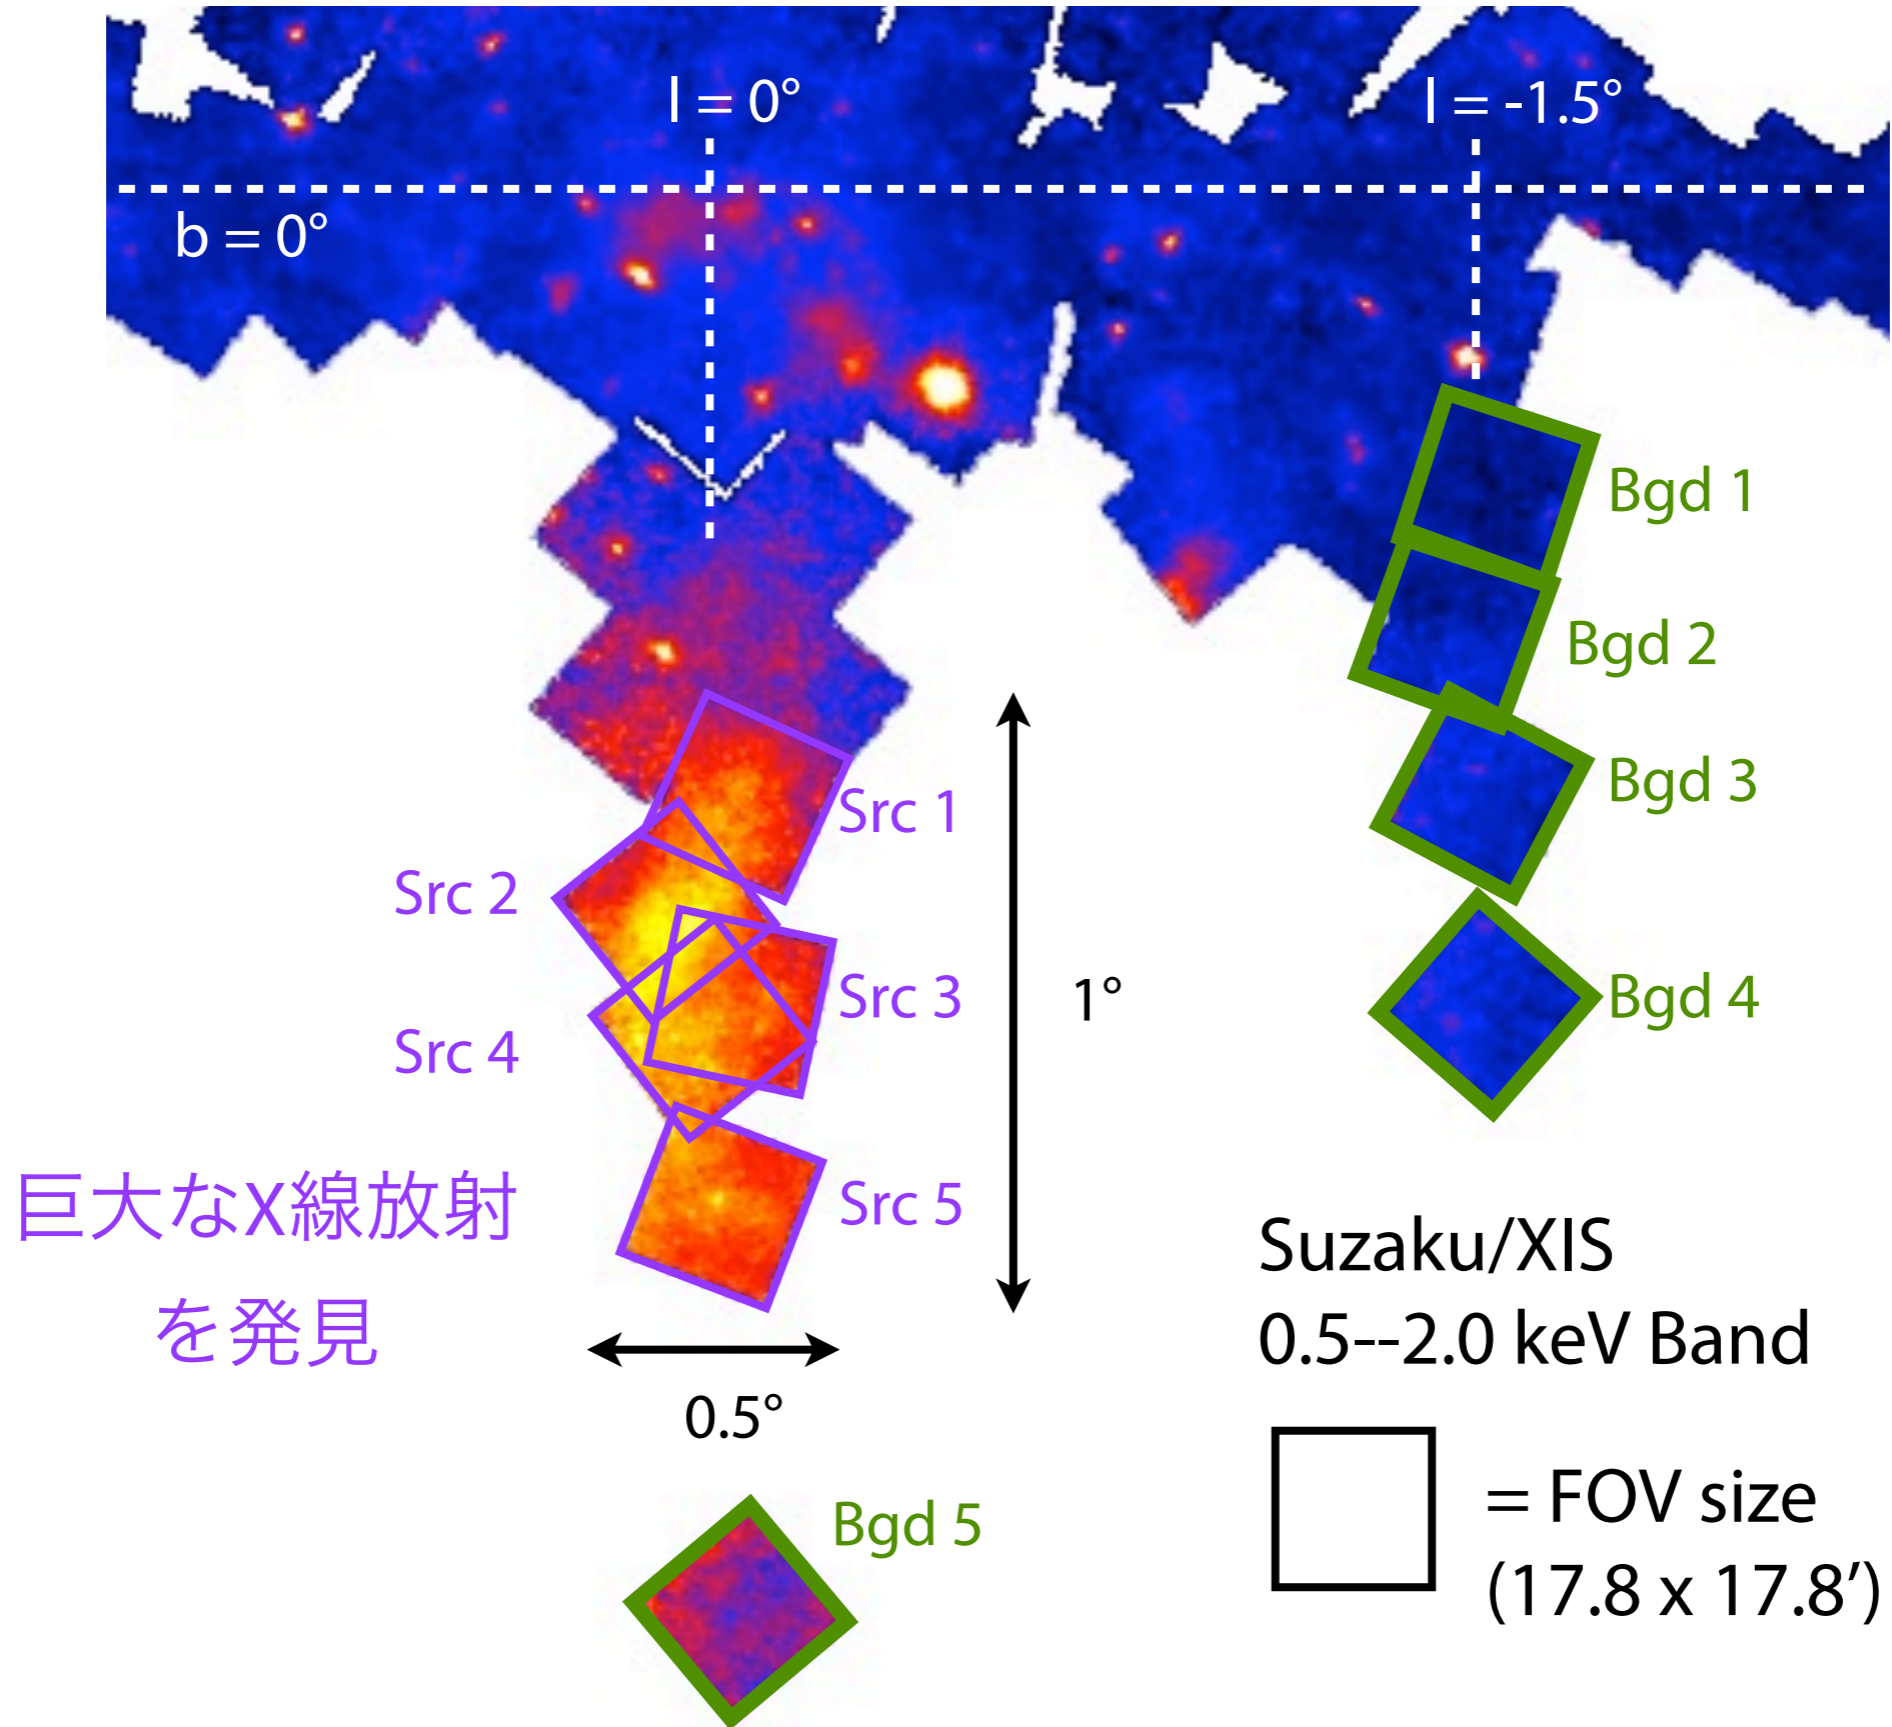 l = 0°
l = -1.5°
b = 0°
Bgd 1
Bgd 2
Bgd 3
Src 1
Src 2
Src 3
1°
Bgd 4
Src 4
巨大なX線放射
を発見
Src 5
Suzaku/XIS
0.5--2.0 keV Band
0.5°
Bgd 5
= FOV size
(17.8 x 17.8’)